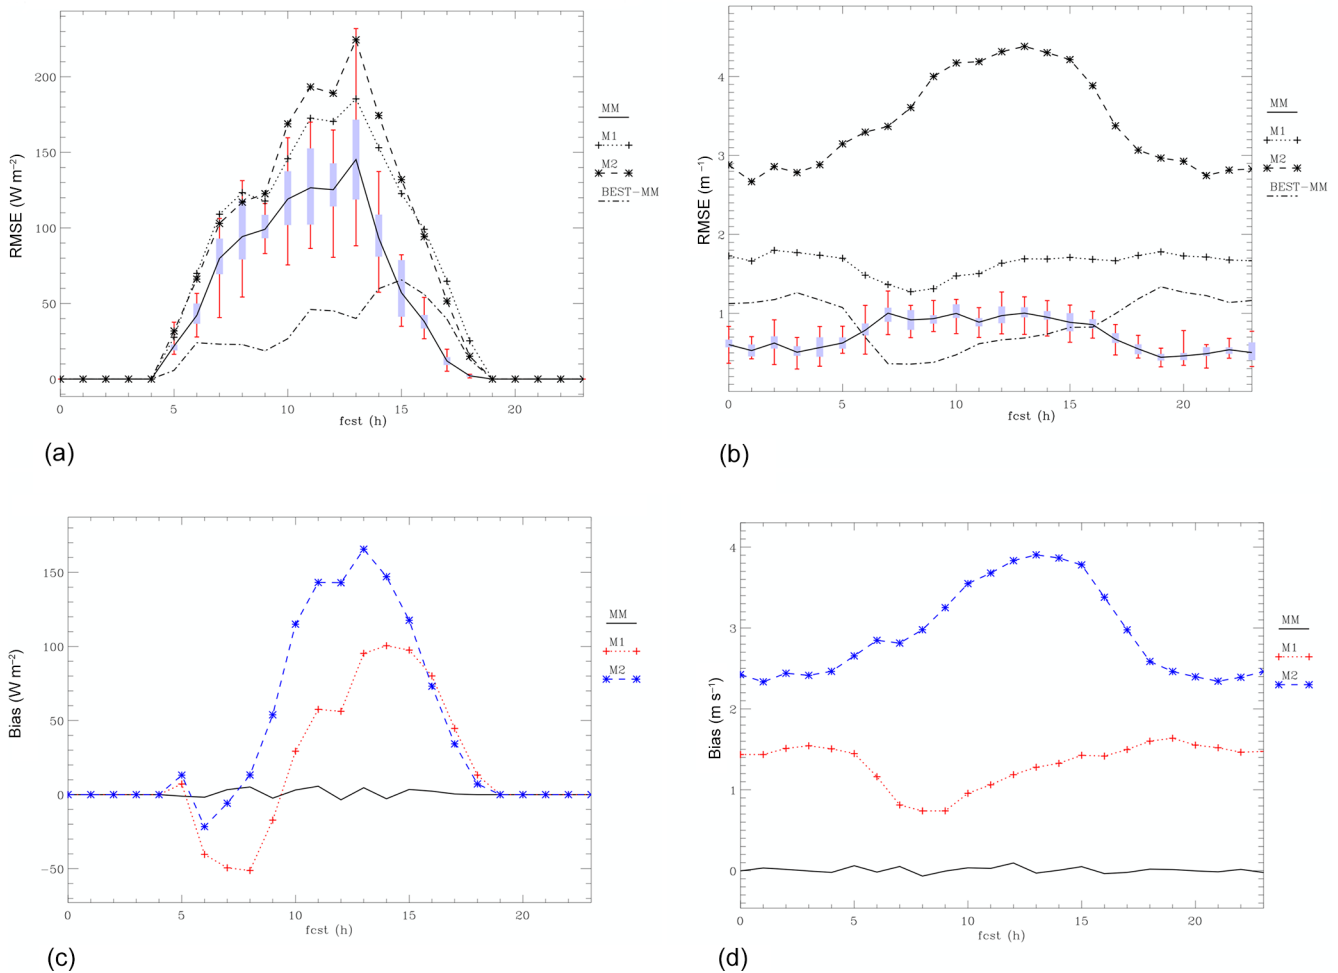 RMSE (W m⁻²)
200
150
100
50
0
0 5 10 15 20
fcst (h)
MM
M1
M2
BEST-MM
(a)
RMSE (m⁻¹)
4
3
2
1
0 5 10 15 20
fcst (h)
MM
M1
M2
BEST-MM
(b)
Bias (W m⁻²)
150
100
50
0
-50
0 5 10 15 20
fcst (h)
MM
M1
M2
(c)
Bias (m s⁻¹)
4
3
2
1
0
0 5 10 15 20
fcst (h)
MM
M1
M2
(d)